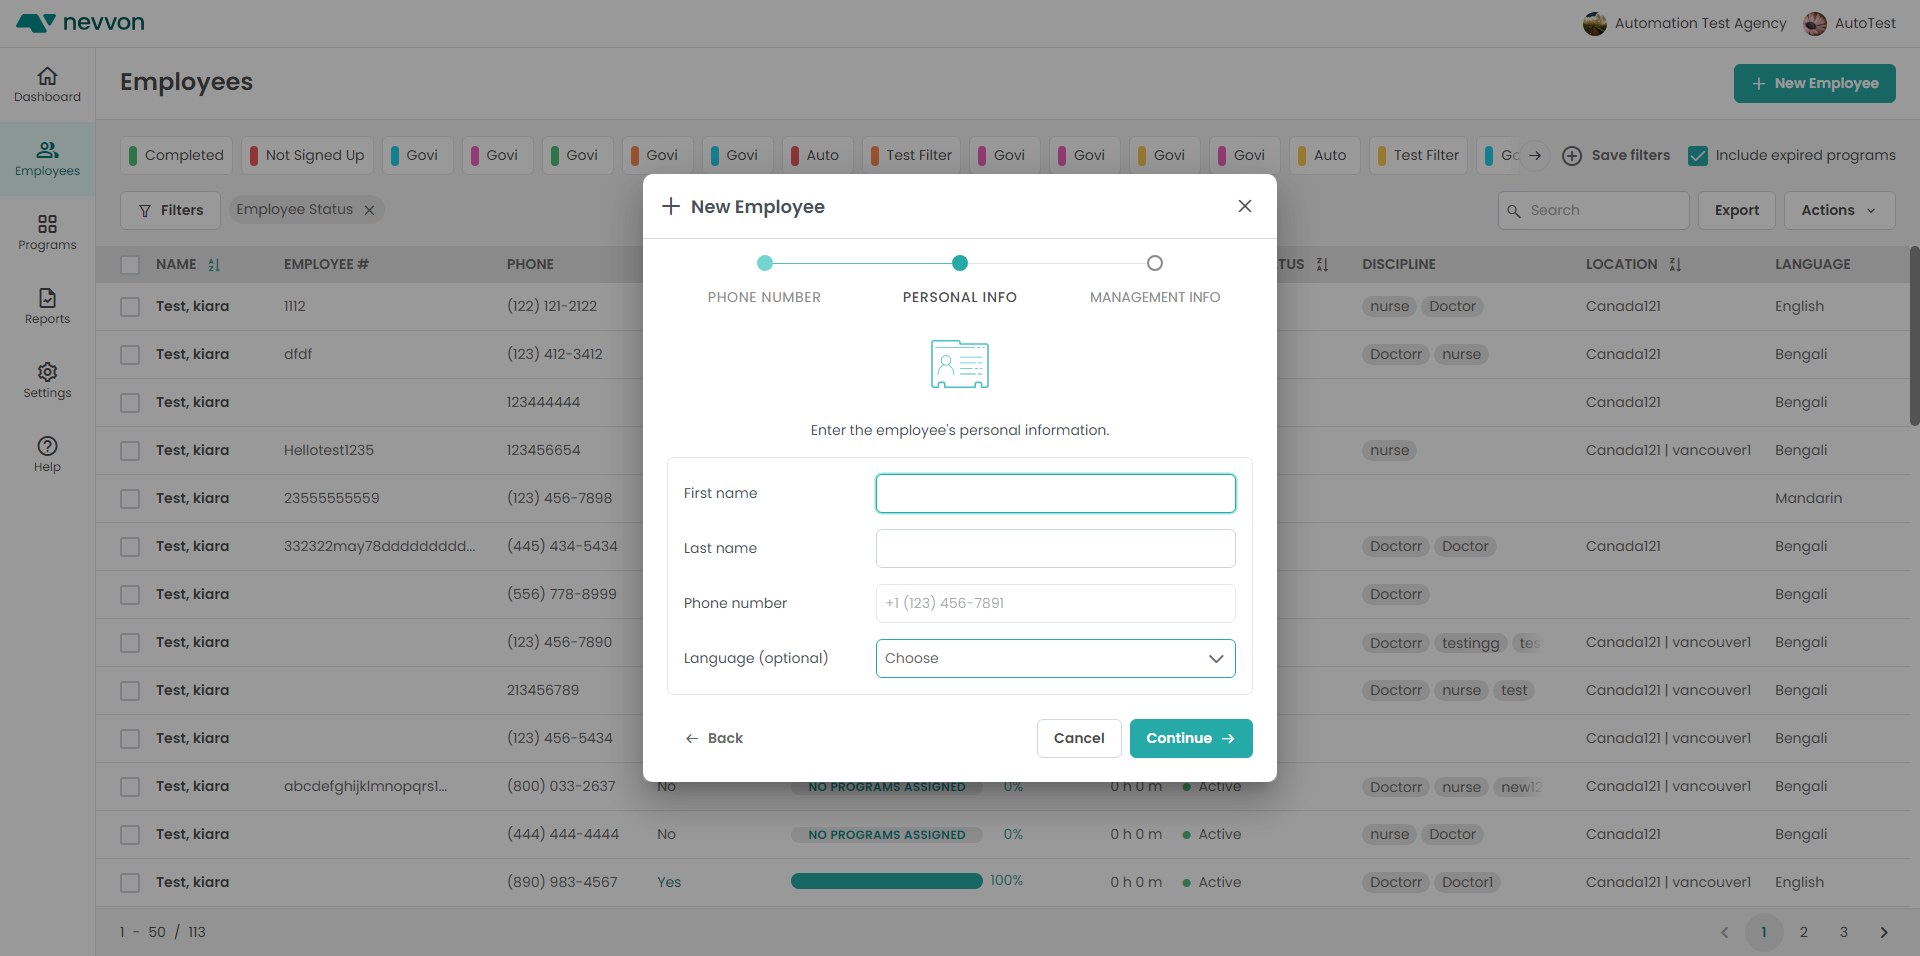 nevvon
Automation Test Agency
AutoTest
Dashboard
Employees
Programs
Reports
Settings
Help
Employees
New Employee
Completed
Not Signed Up
Govi
Govi
Govi
Govi
Govi
Auto
Test Filter
Govi
Govi
Govi
Govi
Auto
Test Filter
Save filters
Include expired programs
Filters
Employee Status
Search
Export
Actions
NAME EMPLOYEE # PHONE DISCIPLINE LOCATION LANGUAGE
Test, kiara 1112 (122) 121-2122 nurse Doctor Canada121 English
Test, kiara dfdf (123) 412-3412 Doctorr nurse Canada121 Bengali
Test, kiara 123444444 Canada121 Bengali
Test, kiara Hellotest1235 123456654 nurse Canada121 | vancouver1 Bengali
Test, kiara 23555555559 (123) 456-7898 Mandarin
Test, kiara 332322may78ddddddddd... (445) 434-5434 Doctorr Doctor Canada121 Bengali
Test, kiara (556) 778-8999 Doctorr Bengali
Test, kiara (123) 456-7890 Doctorr testingg Canada121 | vancouver1 Bengali
Test, kiara 213456789 Doctorr nurse test Canada121 | vancouver1 Bengali
Test, kiara (123) 456-5434 Canada121 | vancouver1 Bengali
Test, kiara abcdefghijklmnopqrs1... (800) 033-2637 No NO PROGRAMS ASSIGNED 0% 0 h 0 m Active Doctorr nurse new12 Canada121 | vancouver1 Bengali
Test, kiara (444) 444-4444 No NO PROGRAMS ASSIGNED 0% 0 h 0 m Active nurse Doctor Canada121 Bengali
Test, kiara (890) 983-4567 Yes 100% 0 h 0 m Active Doctorr Doctor1 Canada121 | vancouver1 English
1 - 50 / 113
1 2 3
New Employee
PHONE NUMBER
PERSONAL INFO
MANAGEMENT INFO
Enter the employee's personal information.
First name
Last name
Phone number +1 (123) 456-7891
Language (optional) Choose
Back
Cancel
Continue